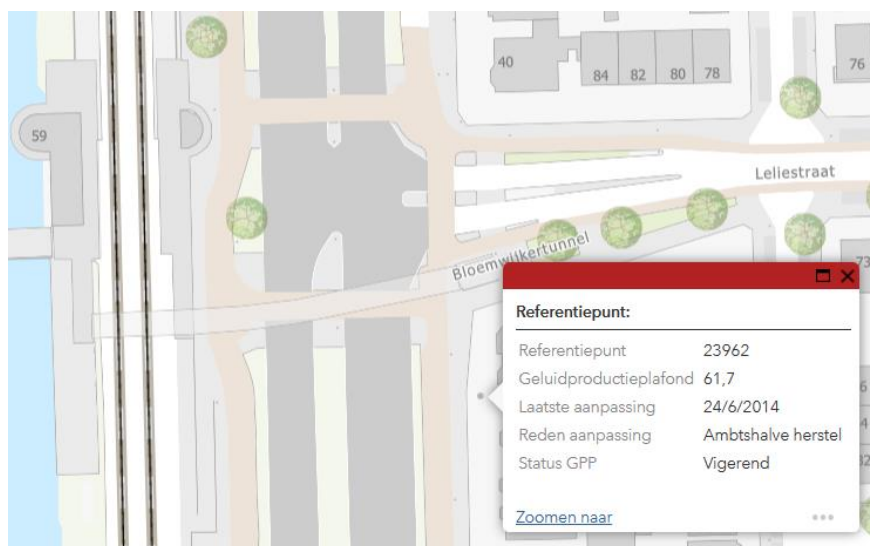 40
84 82 80 78
76
59
Leliestraat
Bloemwijkertunnel
73
Referentiepunt:
Referentiepunt 23962
Geluidproductieplafond 61,7
Laatste aanpassing 24/6/2014
Reden aanpassing Ambtshalve herstel
Status GPP Vigerend
Zoomen naar